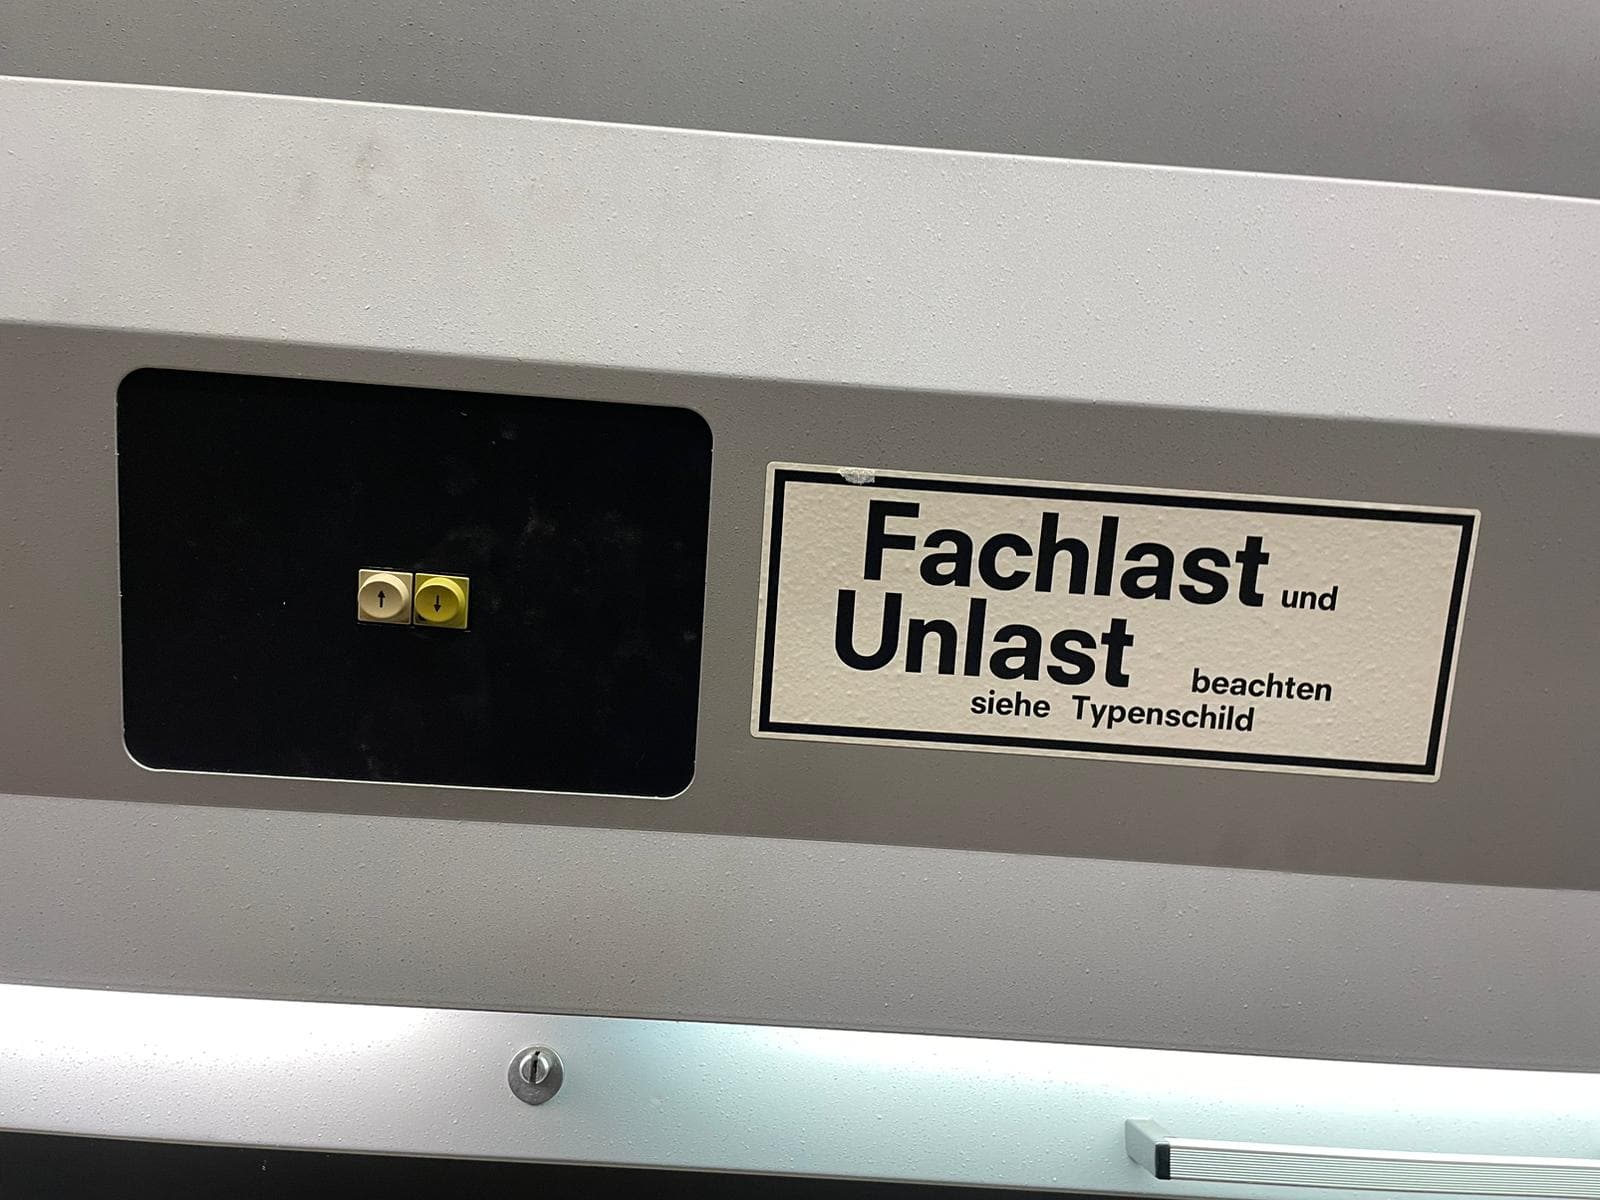 ↑ ↓
Fachlast und
Unlast beachten
siehe Typenschild